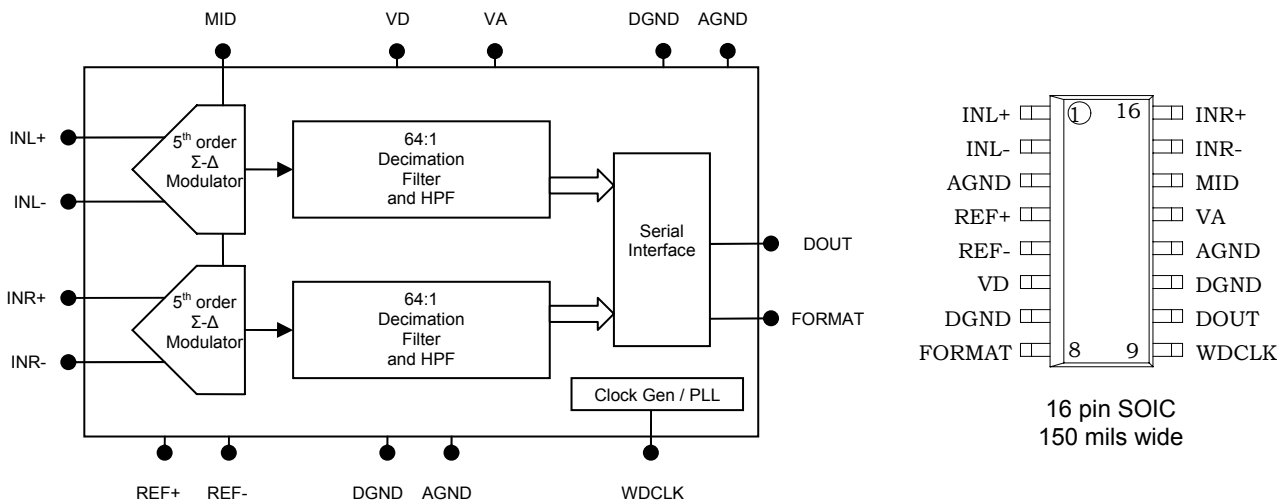 MID VD VA DGND AGND
INL+
INL-
5th order
Σ-Δ
Modulator
64:1
Decimation
Filter
and HPF
Serial
Interface
DOUT
FORMAT
INR+
INR-
5th order
Σ-Δ
Modulator
64:1
Decimation
Filter
and HPF
Clock Gen / PLL
REF+ REF- DGND AGND WDCLK
INL+ 1 16 INR+
INL- INR-
AGND MID
REF+ VA
REF- AGND
VD DGND
DGND DOUT
FORMAT 8 9 WDCLK
16 pin SOIC
150 mils wide